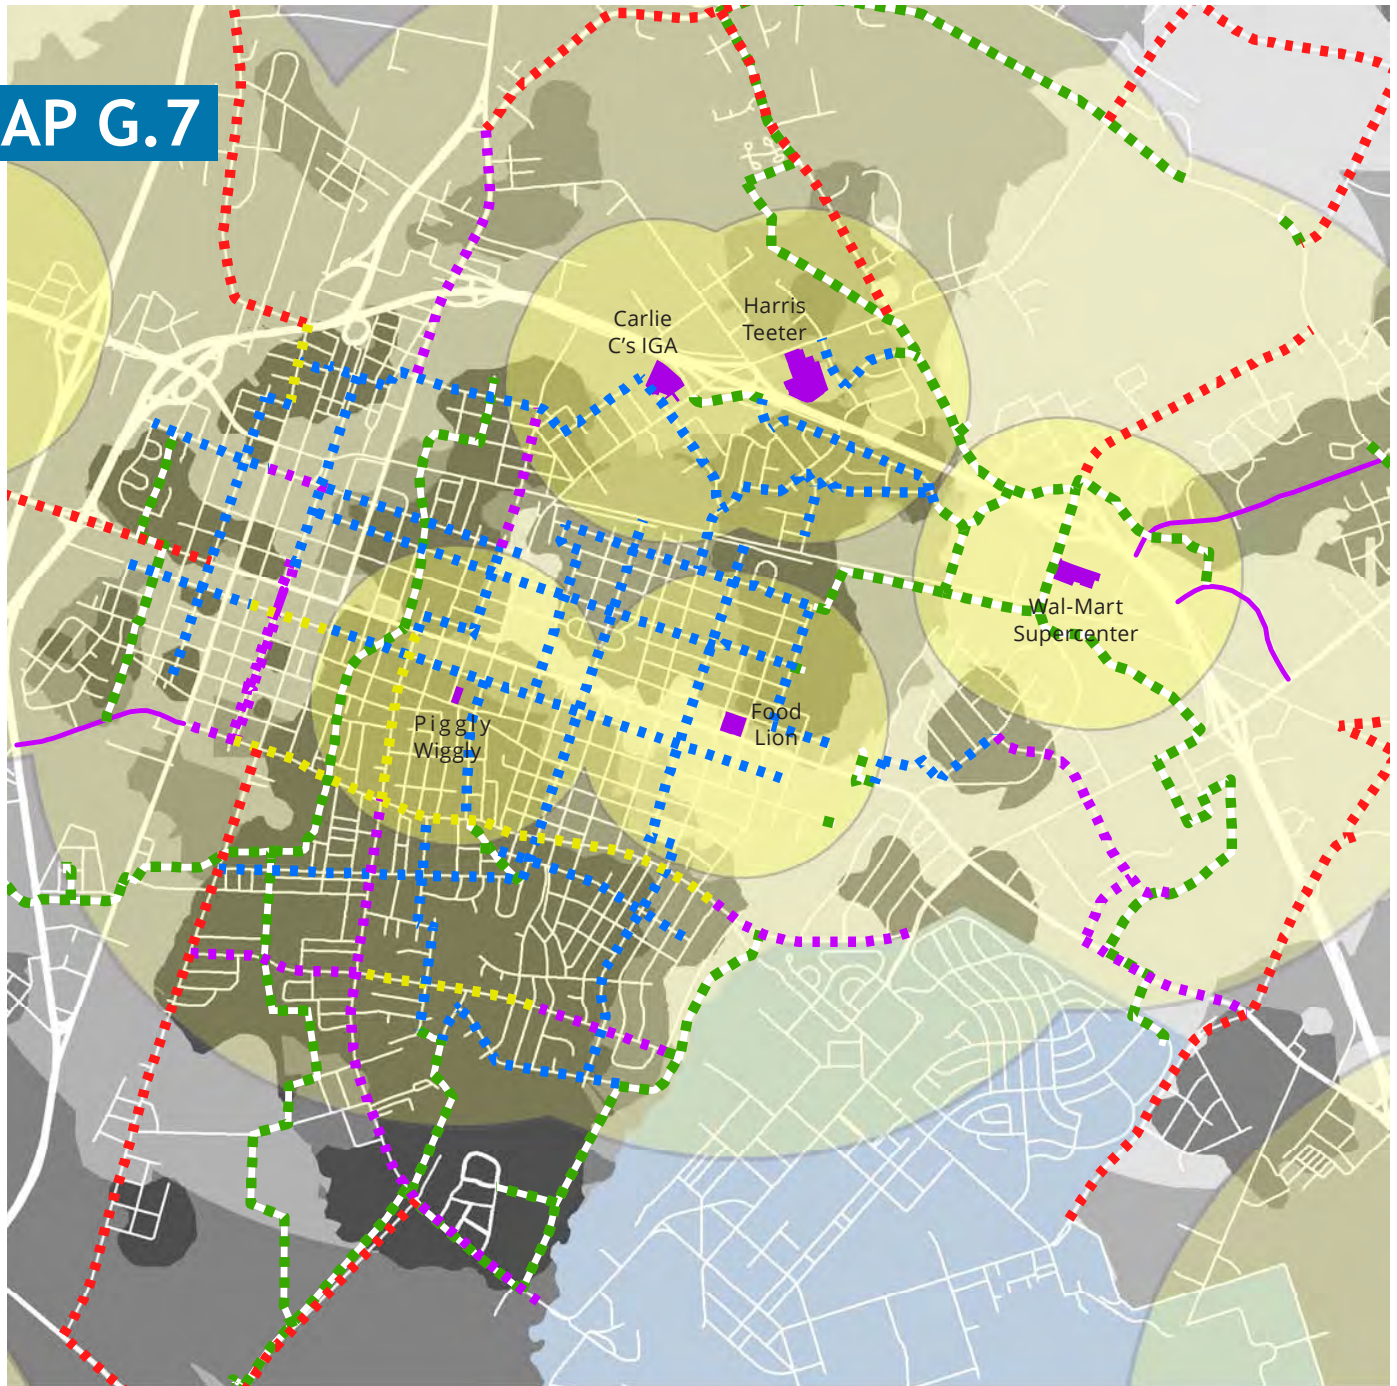 AP G.7
Harris
Teeter
Carlie
C's IGA
Wal-Mart
Supercenter
Piggly
Wiggly
Food
Lion